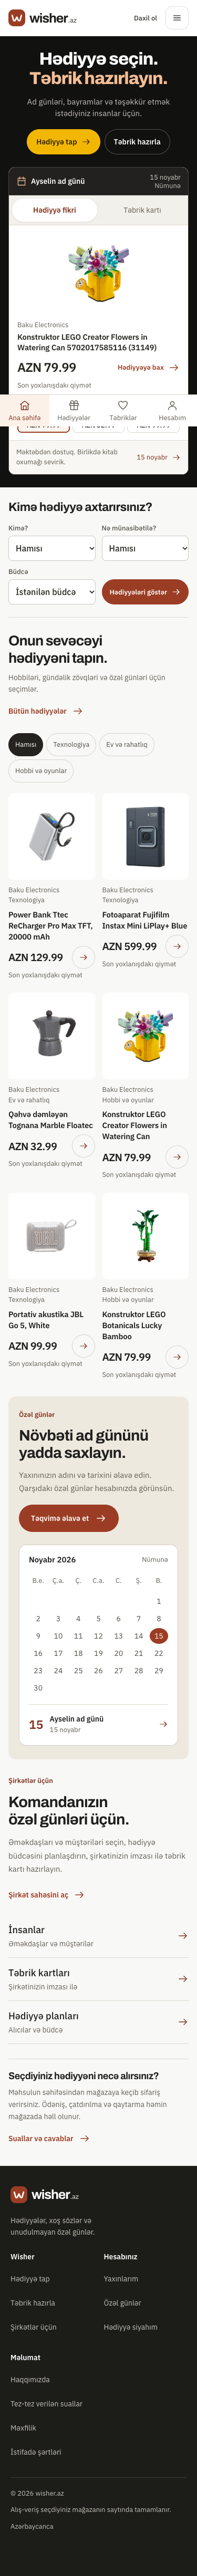 wisher.az
Daxil ol
Hədiyyə seçin.
Təbrik hazırlayın.
Ad günləri, bayramlar və təşəkkür etmək
istədiyiniz insanlar üçün.
Hədiyyə tap
Təbrik hazırla
Ayselin ad günü
15 noyabr
Nümunə
Hədiyyə fikri
Təbrik kartı
Baku Electronics
Konstruktor LEGO Creator Flowers in
Watering Can 5702017585116 (31149)
AZN 79.99
Hədiyyəyə bax
Son yoxlanışdakı qiymət
Ana səhifə
Hədiyyələr
Təbriklər
Hesabım
Məktəbdən dostuq. Birlikdə kitab
oxumağı sevirik.
15 noyabr
Kimə hədiyyə axtarırsınız?
Kimə?
Nə münasibətilə?
Hamısı
Hamısı
Büdcə
İstənilən büdcə
Hədiyyələri göstər
Onun sevəcəyi
hədiyyəni tapın.
Hobbiləri, gündəlik zövqləri və özəl günləri üçün
seçimlər.
Bütün hədiyyələr
Hamısı
Texnologiya
Ev və rahatlıq
Hobbi və oyunlar
Baku Electronics
Texnologiya
Power Bank Ttec
ReCharger Pro Max TFT,
20000 mAh
AZN 129.99
Son yoxlanışdakı qiymət
Baku Electronics
Texnologiya
Fotoaparat Fujifilm
Instax Mini LiPlay+ Blue
AZN 599.99
Son yoxlanışdakı qiymət
Baku Electronics
Ev və rahatlıq
Qəhvə dəmləyən
Tognana Marble Floatec
AZN 32.99
Son yoxlanışdakı qiymət
Baku Electronics
Hobbi və oyunlar
Konstruktor LEGO
Creator Flowers in
Watering Can
AZN 79.99
Son yoxlanışdakı qiymət
Baku Electronics
Texnologiya
Portativ akustika JBL
Go 5, White
AZN 99.99
Son yoxlanışdakı qiymət
Baku Electronics
Hobbi və oyunlar
Konstruktor LEGO
Botanicals Lucky
Bamboo
AZN 79.99
Son yoxlanışdakı qiymət
Özəl günlər
Növbəti ad gününü
yadda saxlayın.
Yaxınınızın adını və tarixini əlavə edin.
Qarşıdakı özəl günlər hesabınızda görünsün.
Təqvimə əlavə et
Noyabr 2026
Nümunə
B.e. Ç.a. Ç. C.a. C. Ş. B.
1
2 3 4 5 6 7 8
9 10 11 12 13 14 15
16 17 18 19 20 21 22
23 24 25 26 27 28 29
30
15
Ayselin ad günü
15 noyabr
Şirkətlər üçün
Komandanızın
özəl günləri üçün.
Əməkdaşları və müştəriləri seçin, hədiyyə
büdcəsini planlaşdırın, şirkətinizin imzası ilə təbrik
kartı hazırlayın.
Şirkət sahəsini aç
İnsanlar
Əməkdaşlar və müştərilər
Təbrik kartları
Şirkətinizin imzası ilə
Hədiyyə planları
Alıcılar və büdcə
Seçdiyiniz hədiyyəni necə alırsınız?
Məhsulun səhifəsindən mağazaya keçib sifariş
verirsiniz. Ödəniş, çatdırılma və qaytarma həmin
mağazada həll olunur.
Suallar və cavablar
wisher.az
Hədiyyələr, xoş sözlər və
unudulmayan özəl günlər.
Wisher
Hesabınız
Hədiyyə tap
Yaxınlarım
Təbrik hazırla
Özəl günlər
Şirkətlər üçün
Hədiyyə siyahım
Məlumat
Haqqımızda
Tez-tez verilən suallar
Məxfilik
İstifadə şərtləri
© 2026 wisher.az
Alış-veriş seçdiyiniz mağazanın saytında tamamlanır.
Azərbaycanca